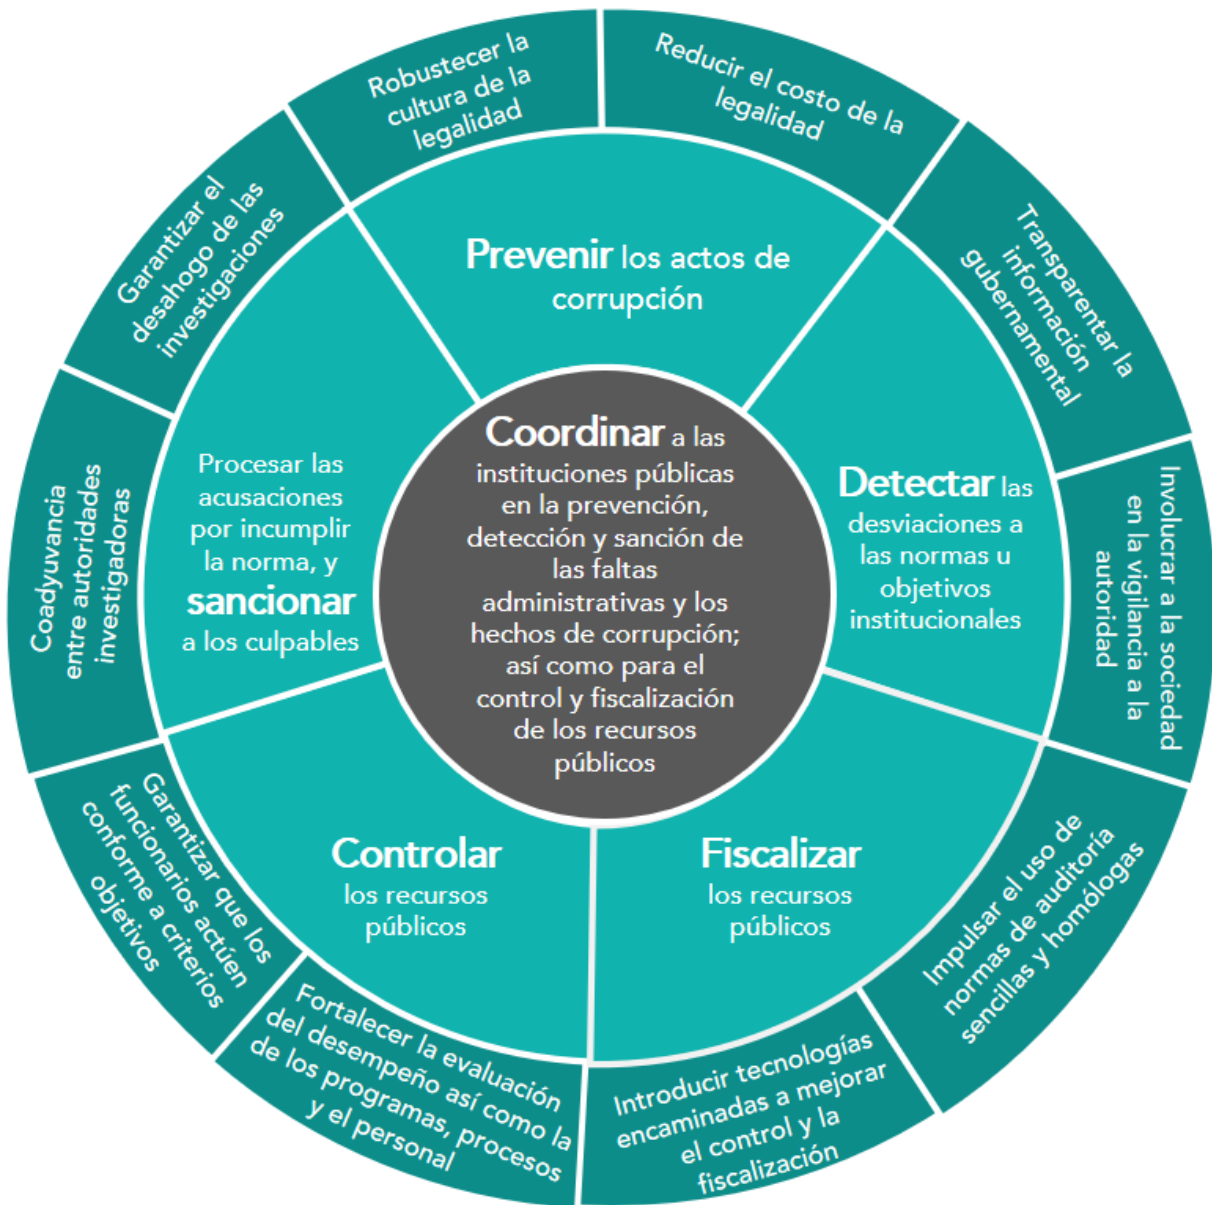 Robustecer la
cultura de la
legalidad
Reducir el costo de la
legalidad
Transparentar la
información
gubernamental
Involucrar a la sociedad
en la vigilancia a la
autoridad
Impulsar el uso de
normas de auditoría
sencillas y homólogas
Introducir tecnologías
encaminadas a mejorar
el control y la
fiscalización
Fortalecer la evaluación
del desempeño así como la
de los programas, procesos
y el personal
Garantizar que los
funcionarios actúen
conforme a criterios
objetivos
Coadyuvancia
entre autoridades
investigadoras
Garantizar el
desahogo de las
investigaciones
Prevenir los actos de
corrupción
Detectar las
desviaciones a
las normas u
objetivos
institucionales
Fiscalizar
los recursos
públicos
Controlar
los recursos
públicos
Procesar las
acusaciones
por incumplir
la norma, y
sancionar
a los culpables
Coordinar a las
instituciones públicas
en la prevención,
detección y sanción de
las faltas
administrativas y los
hechos de corrupción;
así como para el
control y fiscalización
de los recursos
públicos